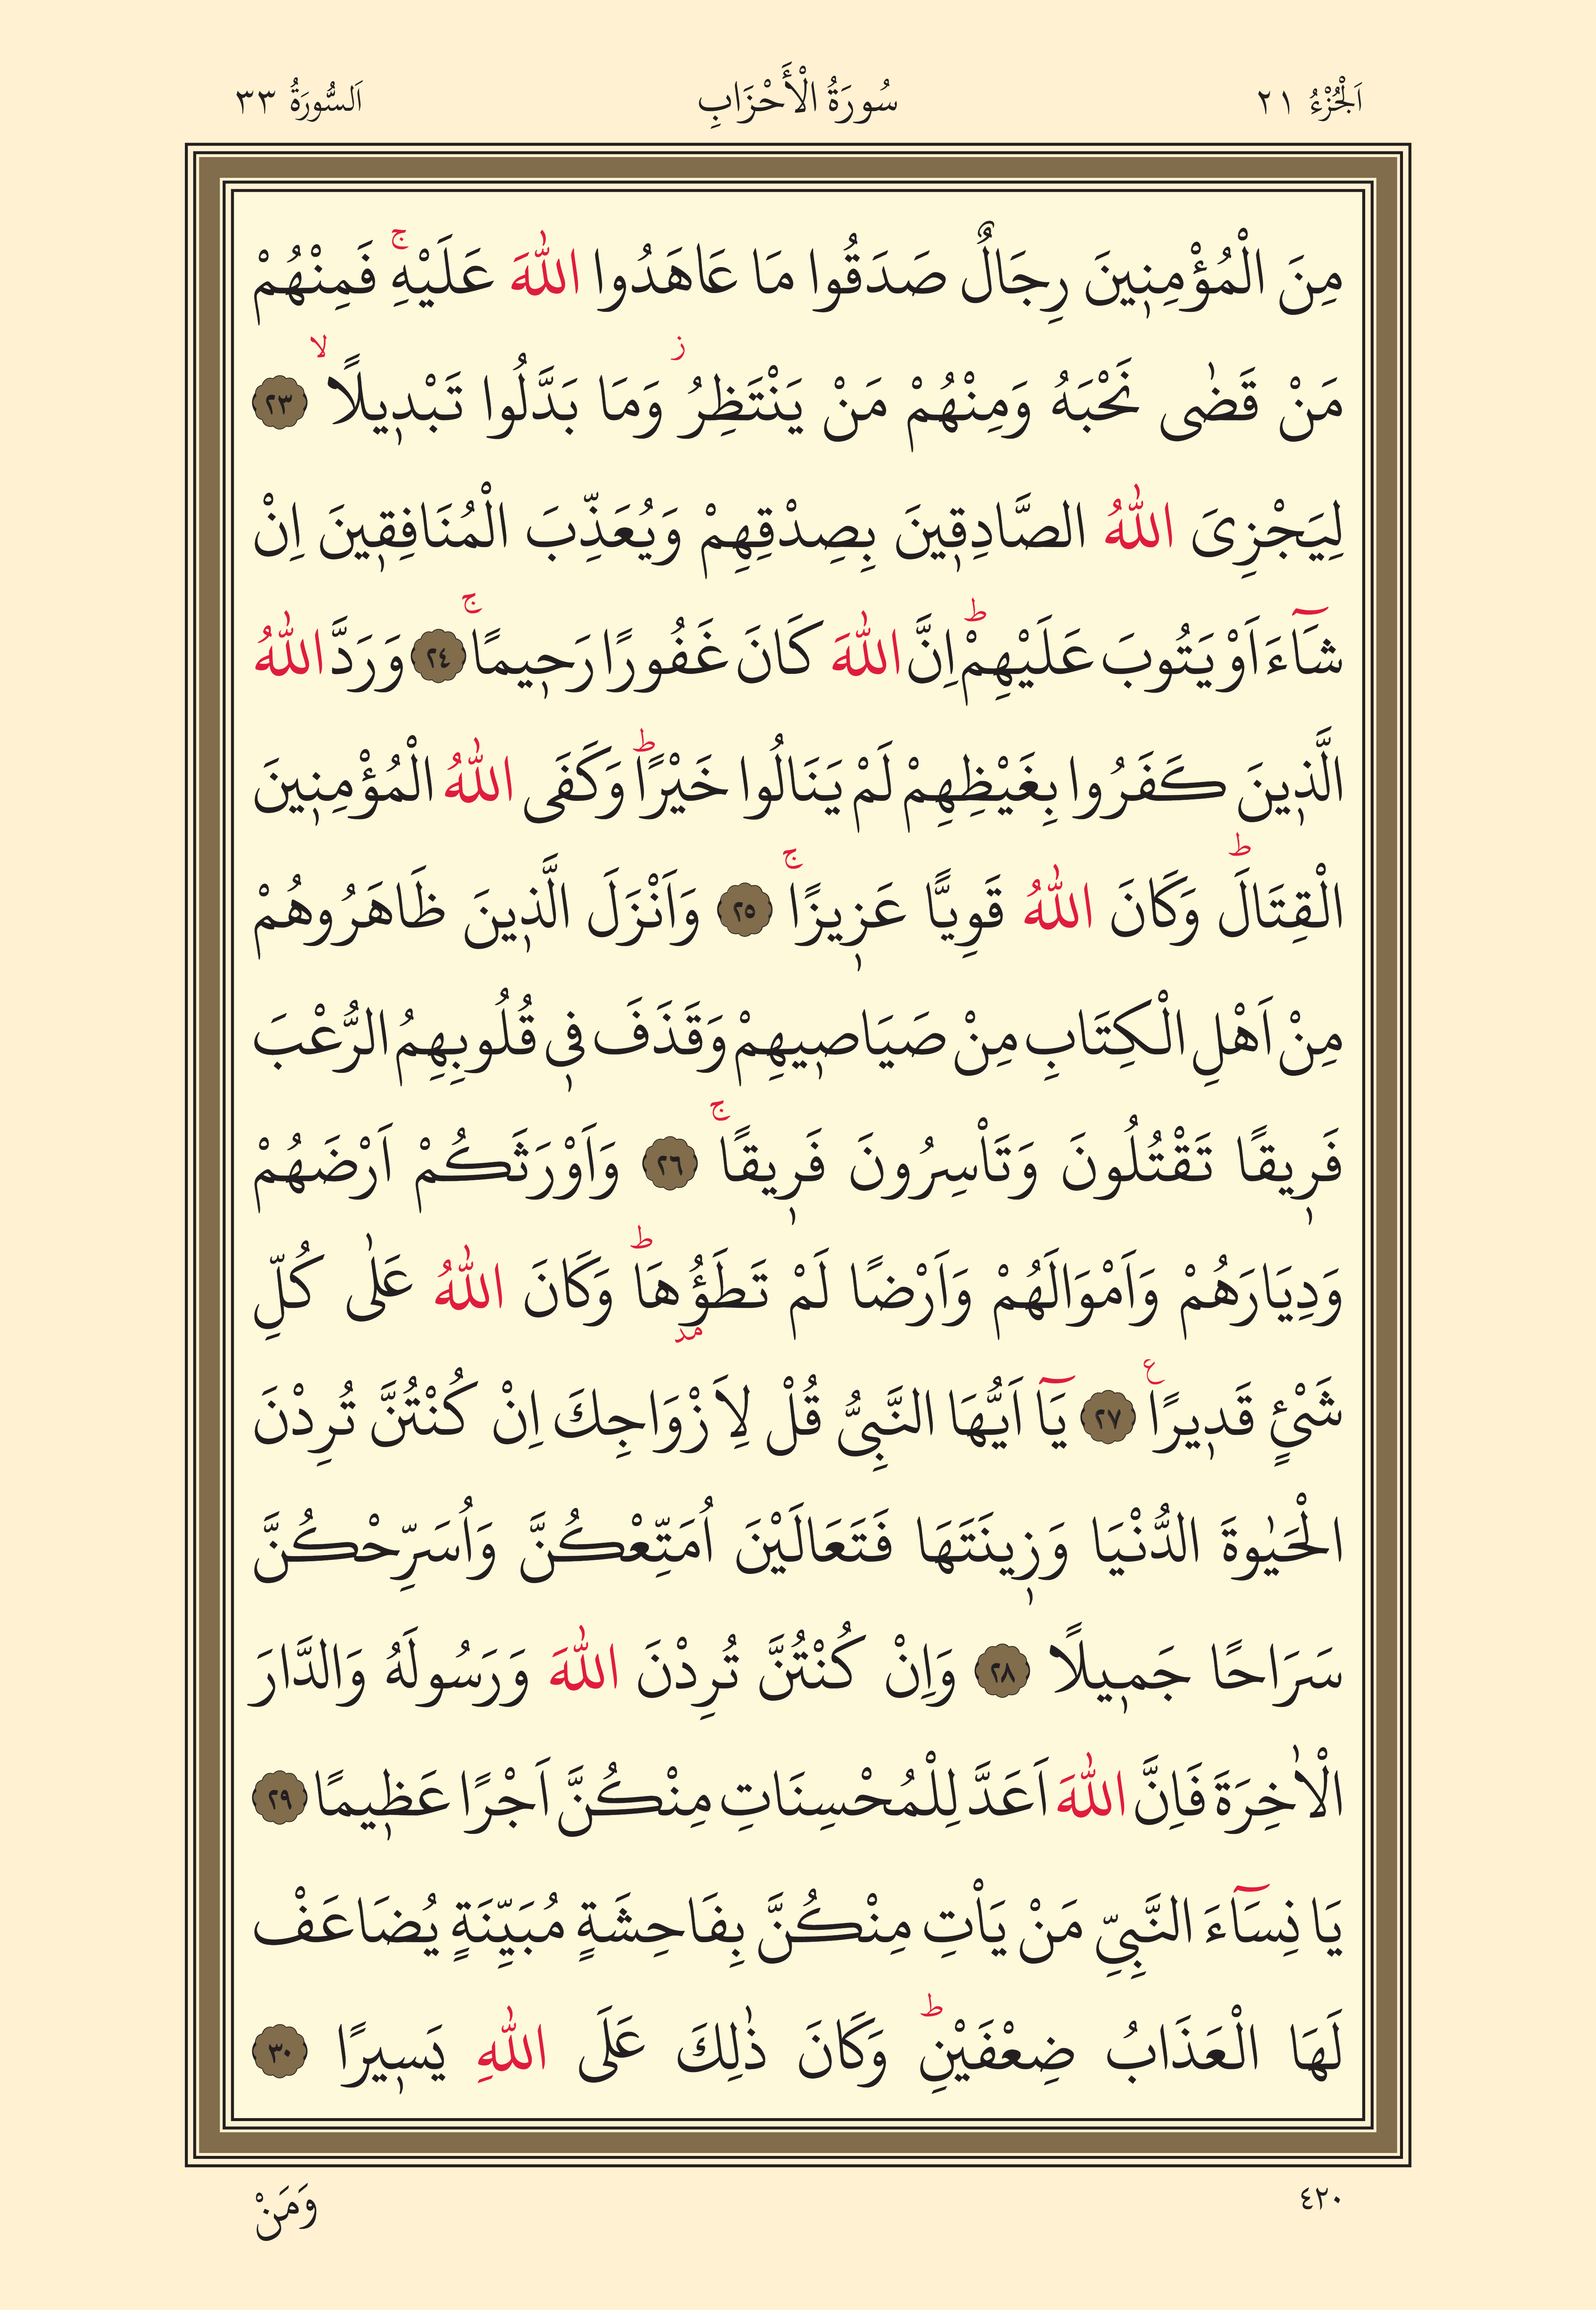 اَلْجُزْءُ ٢١ سُورَةُ الْأَحْزَابِ اَلسُّورَةُ ٣٣
مِنَ الْمُؤْمِنٖينَ رِجَالٌ صَدَقُوا مَا عَاهَدُوا اللّٰهَ عَلَيْهِۚ فَمِنْهُمْ
مَنْ قَضٰى نَحْبَهُ وَمِنْهُمْ مَنْ يَنْتَظِرُؗ وَمَا بَدَّلُوا تَبْدٖيلًاۙ ﴿٢٣﴾
لِيَجْزِىَ اللّٰهُ الصَّادِقٖينَ بِصِدْقِهِمْ وَيُعَذِّبَ الْمُنَافِقٖينَ اِنْ
شَٓاءَ اَوْ يَتُوبَ عَلَيْهِمْؕ اِنَّ اللّٰهَ كَانَ غَفُورًا رَحٖيمًاۚ ﴿٢٤﴾ وَرَدَّ اللّٰهُ
الَّذٖينَ كَفَرُوا بِغَيْظِهِمْ لَمْ يَنَالُوا خَيْرًاؕ وَكَفَى اللّٰهُ الْمُؤْمِنٖينَ
الْقِتَالَؕ وَكَانَ اللّٰهُ قَوِيًّا عَزٖيزًاۚ ﴿٢٥﴾ وَاَنْزَلَ الَّذٖينَ ظَاهَرُوهُمْ
مِنْ اَهْلِ الْكِتَابِ مِنْ صَيَاصٖيهِمْ وَقَذَفَ فٖى قُلُوبِهِمُ الرُّعْبَ
فَرٖيقًا تَقْتُلُونَ وَتَاْسِرُونَ فَرٖيقًاۚ ﴿٢٦﴾ وَاَوْرَثَكُمْ اَرْضَهُمْ
وَدِيَارَهُمْ وَاَمْوَالَهُمْ وَاَرْضًا لَمْ تَطَؤُ۫هَاؕ وَكَانَ اللّٰهُ عَلٰى كُلِّ
شَیْءٍ قَدٖيرًاࣖ ﴿٢٧﴾ يَٓا اَيُّهَا النَّبِىُّ قُلْ لِاَزْوَاجِكَ اِنْ كُنْتُنَّ تُرِدْنَ
الْحَيٰوةَ الدُّنْيَا وَزٖينَتَهَا فَتَعَالَيْنَ اُمَتِّعْكُنَّ وَاُسَرِّحْكُنَّ
سَرَاحًا جَمٖيلًا ﴿٢٨﴾ وَاِنْ كُنْتُنَّ تُرِدْنَ اللّٰهَ وَرَسُولَهُ وَالدَّارَ
الْاٰخِرَةَ فَاِنَّ اللّٰهَ اَعَدَّ لِلْمُحْسِنَاتِ مِنْكُنَّ اَجْرًا عَظٖيمًا ﴿٢٩﴾
يَا نِسَٓاءَ النَّبِىِّ مَنْ يَاْتِ مِنْكُنَّ بِفَاحِشَةٍ مُبَيِّنَةٍ يُضَاعَفْ
لَهَا الْعَذَابُ ضِعْفَيْنِؕ وَكَانَ ذٰلِكَ عَلَى اللّٰهِ يَسٖيرًا ﴿٣٠﴾
٤٢٠ وَمَنْ